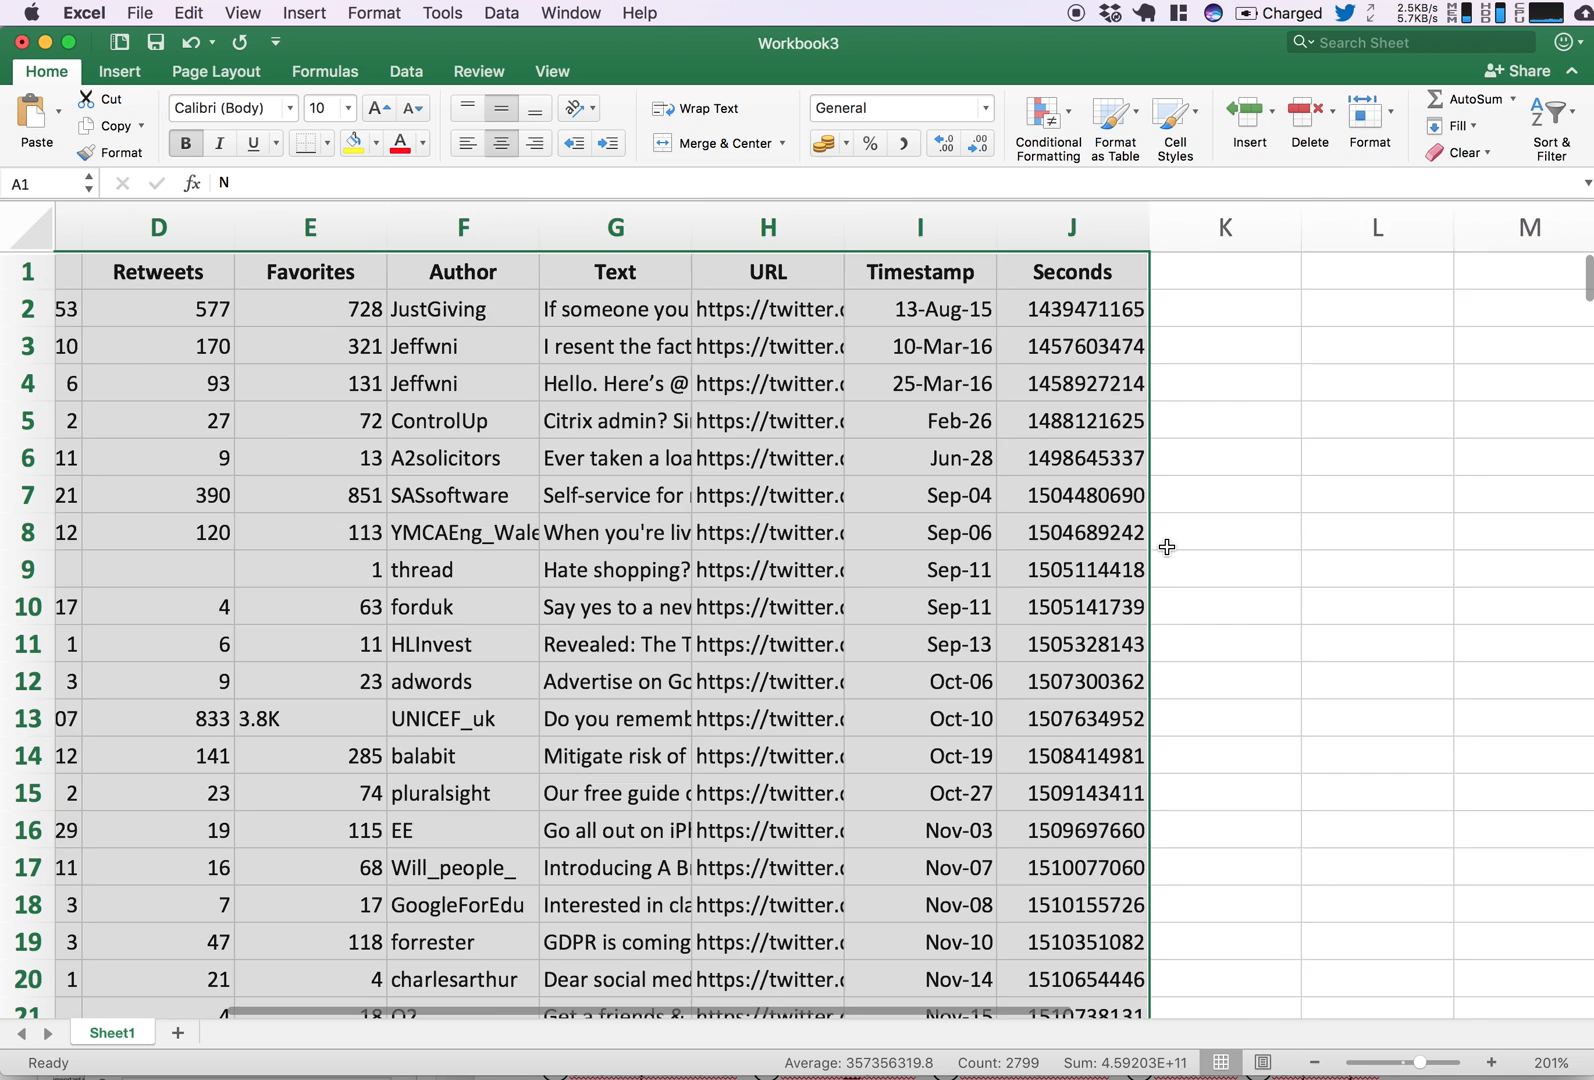 Excel File Edit View Insert Format Tools Data Window Help 2.5KB/s 5.7KB/s Charged
Workbook3 Search Sheet
Home Insert Page Layout Formulas Data Review View Share
Paste Cut Copy Format Calibri (Body) 10 Wrap Text Merge & Center General Conditional Formatting Format as Table Cell Styles Insert Delete Format AutoSum Fill Clear Sort & Filter
A1 fx N
D E F G H I J K L M
1 Retweets Favorites Author Text URL Timestamp Seconds
2 53 577 728 JustGiving If someone you https://twitter. 13-Aug-15 1439471165
3 10 170 321 Jeffwni I resent the fact https://twitter. 10-Mar-16 1457603474
4 6 93 131 Jeffwni Hello. Here's @ https://twitter. 25-Mar-16 1458927214
5 2 27 72 ControlUp Citrix admin? Si https://twitter. Feb-26 1488121625
6 11 9 13 A2solicitors Ever taken a loa https://twitter. Jun-28 1498645337
7 21 390 851 SASsoftware Self-service for https://twitter. Sep-04 1504480690
8 12 120 113 YMCAEng_Wale When you're liv https://twitter. Sep-06 1504689242
9 1 thread Hate shopping? https://twitter. Sep-11 1505114418
10 17 4 63 forduk Say yes to a new https://twitter. Sep-11 1505141739
11 1 6 11 HLInvest Revealed: The T https://twitter. Sep-13 1505328143
12 3 9 23 adwords Advertise on Go https://twitter. Oct-06 1507300362
13 07 833 3.8K UNICEF_uk Do you rememb https://twitter. Oct-10 1507634952
14 12 141 285 balabit Mitigate risk of https://twitter. Oct-19 1508414981
15 2 23 74 pluralsight Our free guide https://twitter. Oct-27 1509143411
16 29 19 115 EE Go all out on iPl https://twitter. Nov-03 1509697660
17 11 16 68 Will_people_ Introducing A B https://twitter. Nov-07 1510077060
18 3 7 17 GoogleForEdu Interested in cla https://twitter. Nov-08 1510155726
19 3 47 118 forrester GDPR is coming https://twitter. Nov-10 1510351082
20 1 21 4 charlesarthur Dear social med https://twitter. Nov-14 1510654446
21 4 18 O2 Get a friends & https://twitter. Nov-15 1510738131
Sheet1
Ready Average: 357356319.8 Count: 2799 Sum: 4.59203E+11 201%